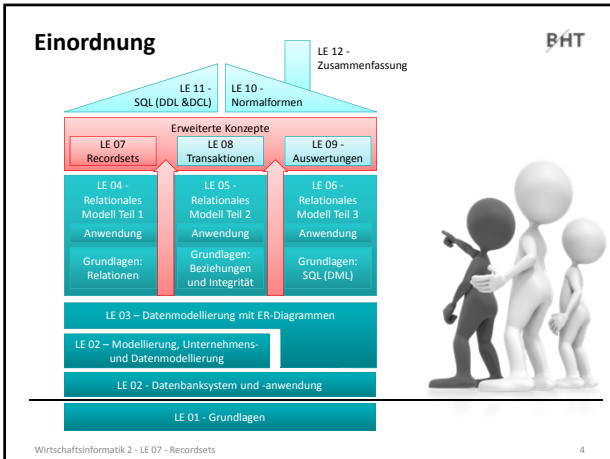 Einordnung
BHT
LE 12 -
Zusammenfassung
LE 11 -
SQL (DDL &DCL)
LE 10 -
Normalformen
Erweiterte Konzepte
LE 07
Recordsets
LE 08
Transaktionen
LE 09 -
Auswertungen
LE 04 -
Relationales
Modell Teil 1
Anwendung
Grundlagen:
Relationen
LE 05 -
Relationales
Modell Teil 2
Anwendung
Grundlagen:
Beziehungen
und Integrität
LE 06 -
Relationales
Modell Teil 3
Anwendung
Grundlagen:
SQL (DML)
LE 03 – Datenmodellierung mit ER-Diagrammen
LE 02 – Modellierung, Unternehmens-
und Datenmodellierung
LE 02 - Datenbanksystem und -anwendung
LE 01 - Grundlagen
Wirtschaftsinformatik 2 - LE 07 - Recordsets
4